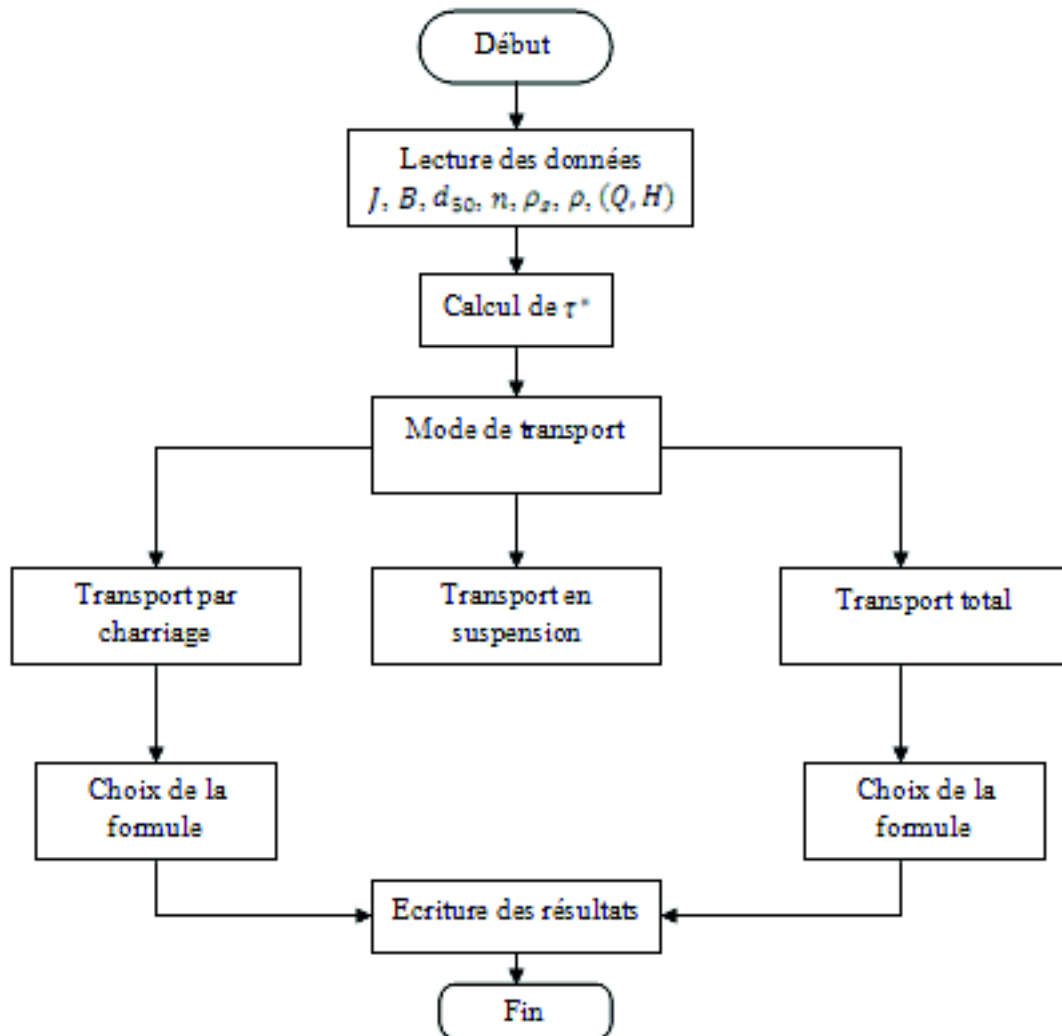 Début
Lecture des données
J, B, d₅₀, n, ρₛ, ρ, (Q, H)
Calcul de τ*
Mode de transport
Transport par
charriage
Transport en
suspension
Transport total
Choix de la
formule
Choix de la
formule
Ecriture des résultats
Fin